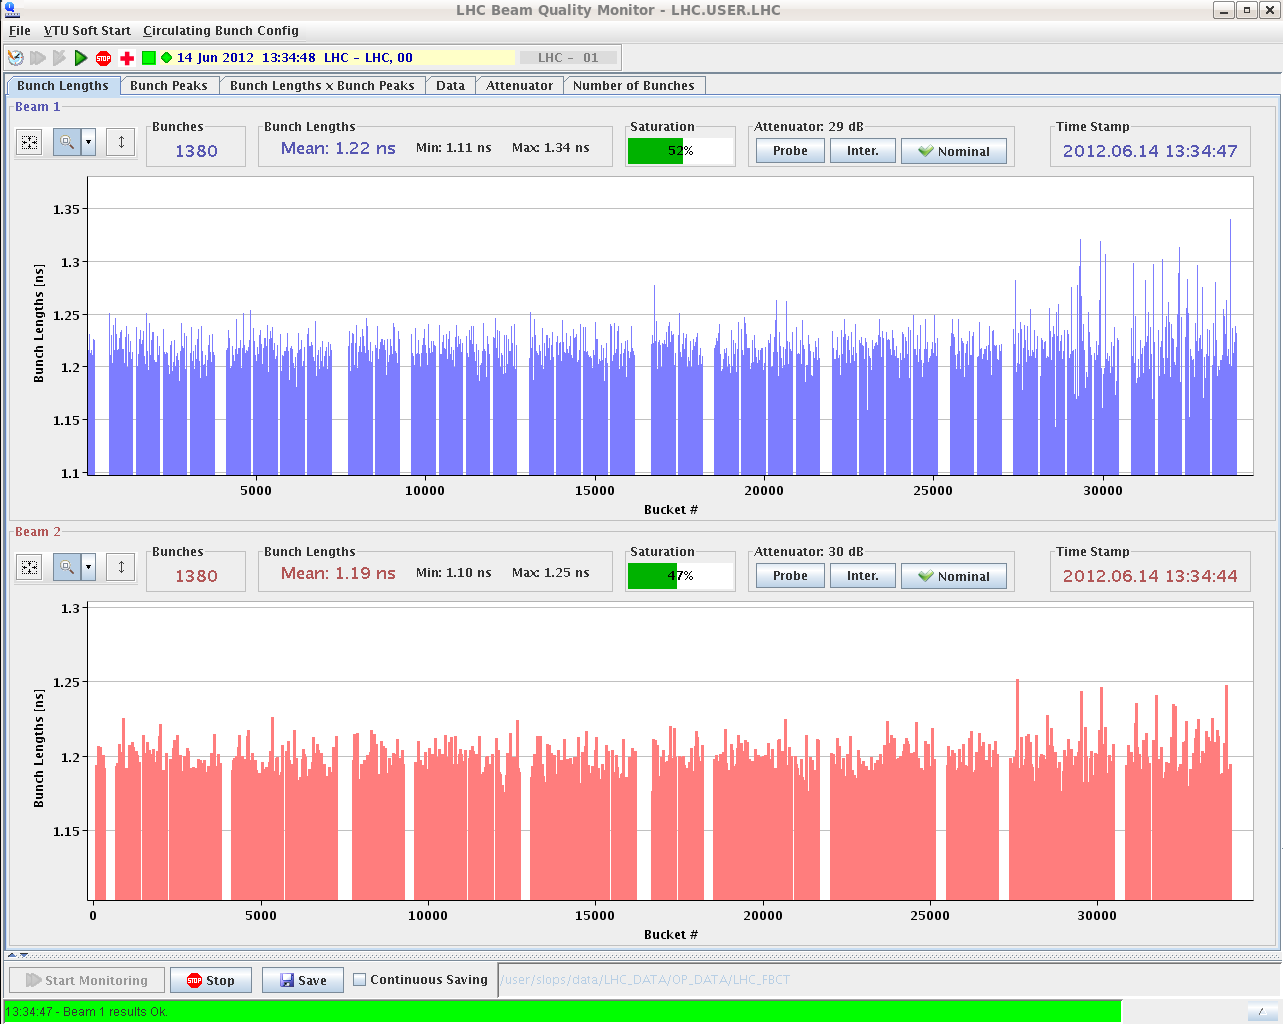 LHC Beam Quality Monitor - LHC.USER.LHC
File VTU Soft Start Circulating Bunch Config
STOP 14 Jun 2012 13:34:48 LHC - LHC, 00 LHC - 01
Bunch Lengths Bunch Peaks Bunch Lengths x Bunch Peaks Data Attenuator Number of Bunches
Beam 1
Bunches Bunch Lengths Saturation Attenuator: 29 dB Time Stamp
1380 Mean: 1.22 ns Min: 1.11 ns Max: 1.34 ns 52% Probe Inter. Nominal 2012.06.14 13:34:47
1.35
1.3
1.25
1.2
1.15
1.1
Bunch Lengths [ns]
5000 10000 15000 20000 25000 30000
Bucket #
Beam 2
Bunches Bunch Lengths Saturation Attenuator: 30 dB Time Stamp
1380 Mean: 1.19 ns Min: 1.10 ns Max: 1.25 ns 47% Probe Inter. Nominal 2012.06.14 13:34:44
1.3
1.25
1.2
1.15
Bunch Lengths [ns]
0 5000 10000 15000 20000 25000 30000
Bucket #
Start Monitoring STOP Stop Save Continuous Saving /user/slops/data/LHC_DATA/OP_DATA/LHC_FBCT
13:34:47 - Beam 1 results Ok.